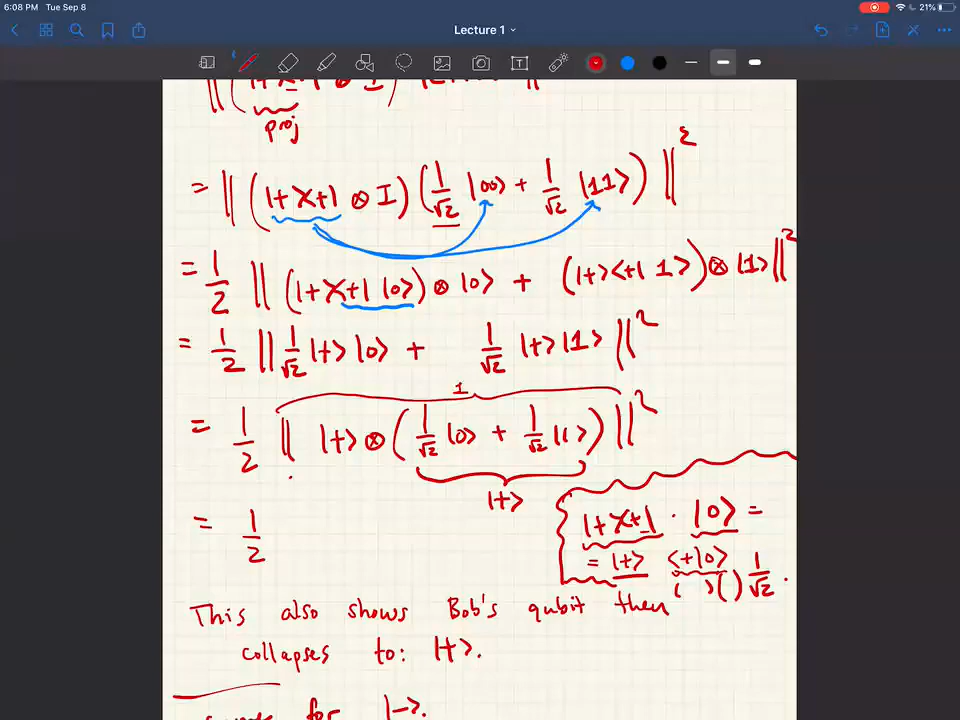 6:08 PM Tue Sep 8
21%
Lecture 1
proj
= ‖ (|+X+| ⊗ I) (1/√2 |00> + 1/√2 |11>) ‖²
= 1/2 ‖ (|+X+| |0>) ⊗ |0> + (|+><+| 1>) ⊗ |1> ‖²
= 1/2 ‖ 1/√2 |+> |0> + 1/√2 |+> |1> ‖²
1
= 1/2 ‖ |+> ⊗ (1/√2 |0> + 1/√2 |1>) ‖²
|+>
= 1/2
|+X+| · |0> =
= |+> <+|0>
( )( ) 1/√2 .
This also shows Bob's qubit then
collapses to: |+>.
for |->.